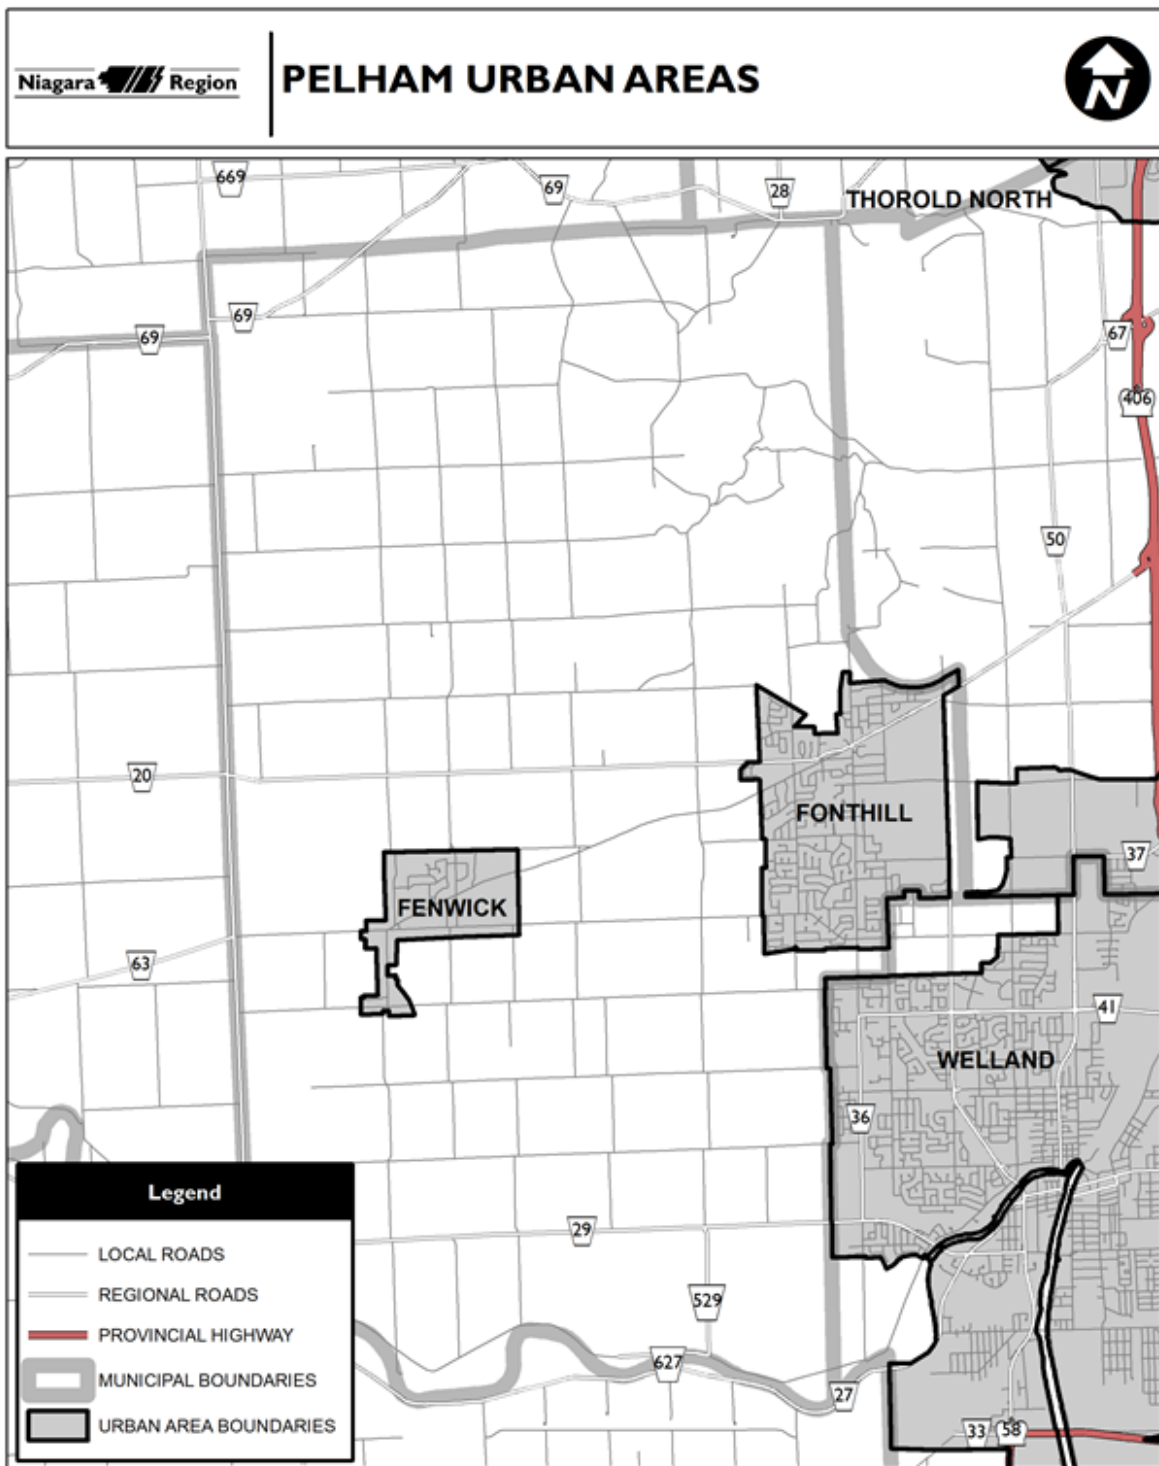 Niagara Region
PELHAM URBAN AREAS
N
669
69
28
THOROLD NORTH
69
69
67
406
50
20
FONTHILL
37
FENWICK
63
41
WELLAND
36
29
529
627
27
33
58
Legend
LOCAL ROADS
REGIONAL ROADS
PROVINCIAL HIGHWAY
MUNICIPAL BOUNDARIES
URBAN AREA BOUNDARIES